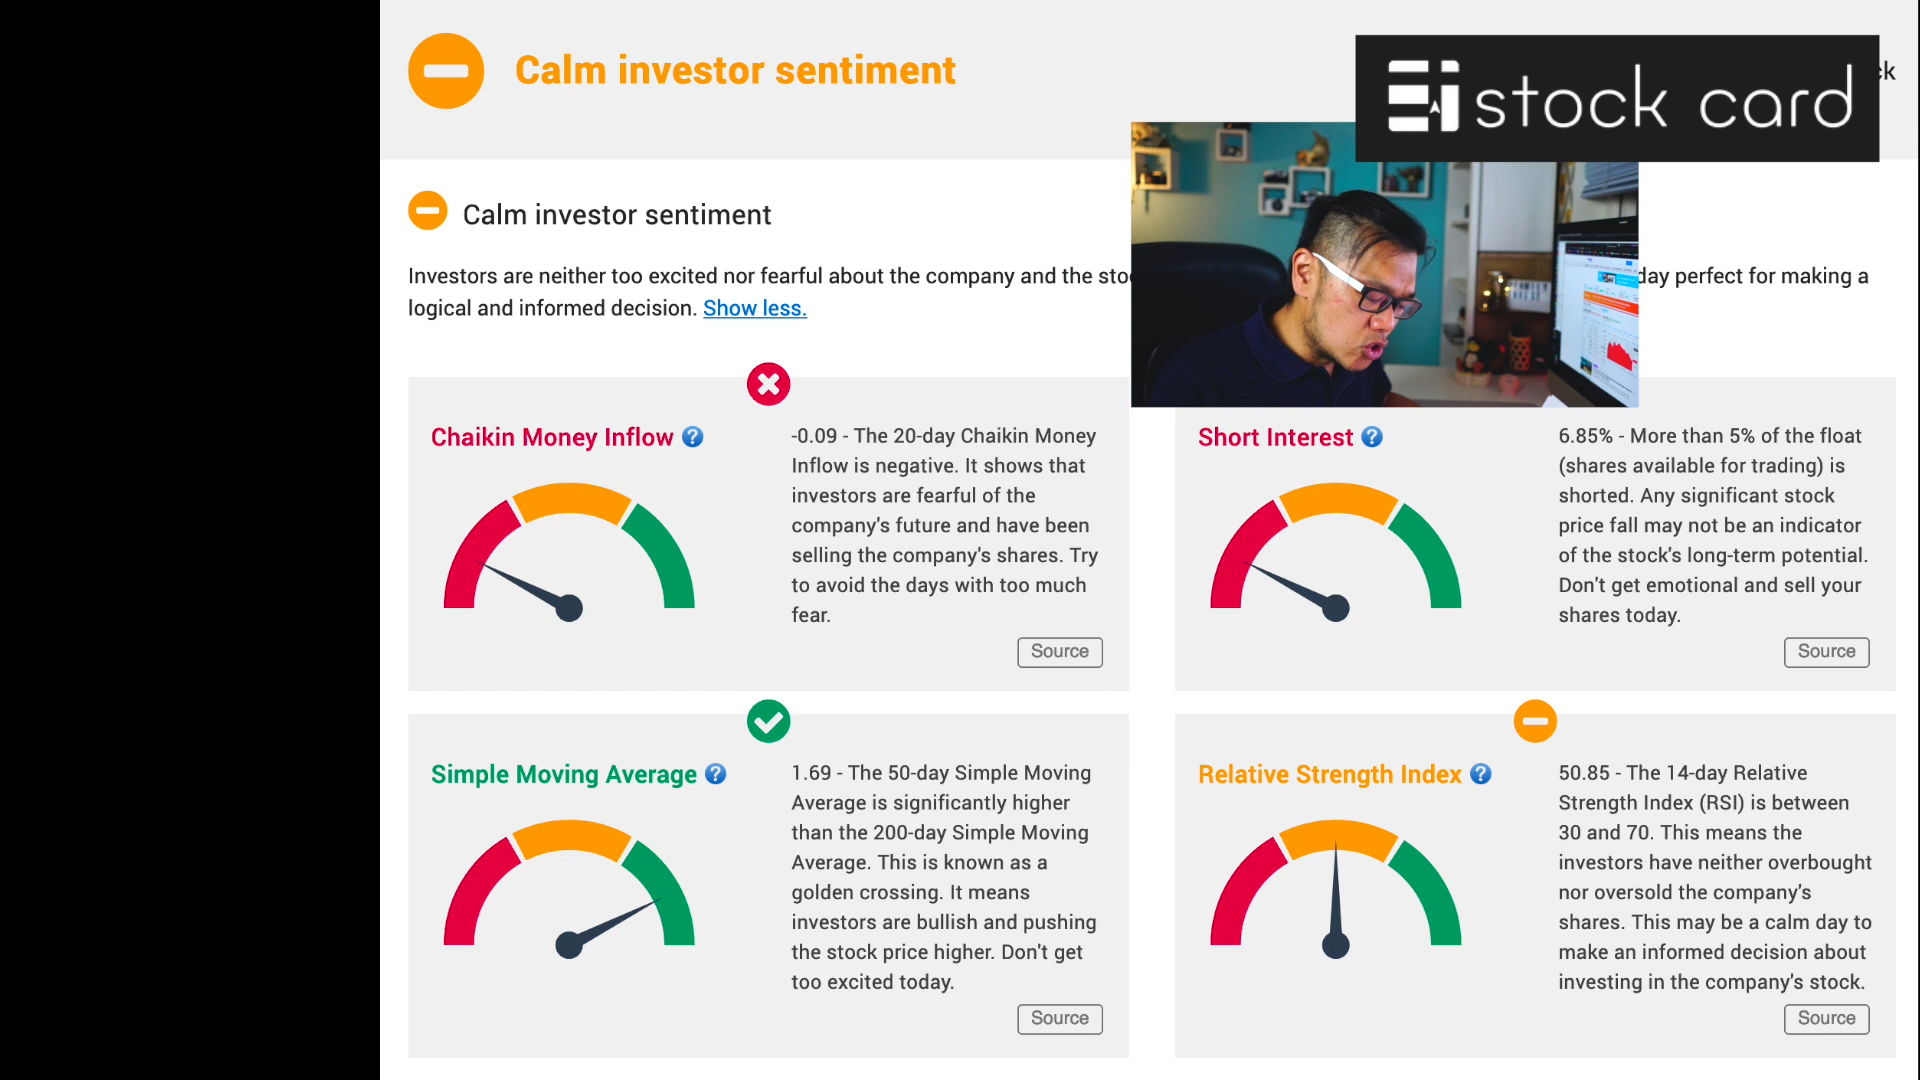 Calm investor sentiment
stock card
ck
Calm investor sentiment
Investors are neither too excited nor fearful about the company and the day perfect for making a
logical and informed decision. Show less.
Chaikin Money Inflow ?
-0.09 - The 20-day Chaikin Money
Inflow is negative. It shows that
investors are fearful of the
company's future and have been
selling the company's shares. Try
to avoid the days with too much
fear.
Source
Short Interest ?
6.85% - More than 5% of the float
(shares available for trading) is
shorted. Any significant stock
price fall may not be an indicator
of the stock's long-term potential.
Don't get emotional and sell your
shares today.
Source
Simple Moving Average ?
1.69 - The 50-day Simple Moving
Average is significantly higher
than the 200-day Simple Moving
Average. This is known as a
golden crossing. It means
investors are bullish and pushing
the stock price higher. Don't get
too excited today.
Source
Relative Strength Index ?
50.85 - The 14-day Relative
Strength Index (RSI) is between
30 and 70. This means the
investors have neither overbought
nor oversold the company's
shares. This may be a calm day to
make an informed decision about
investing in the company's stock.
Source